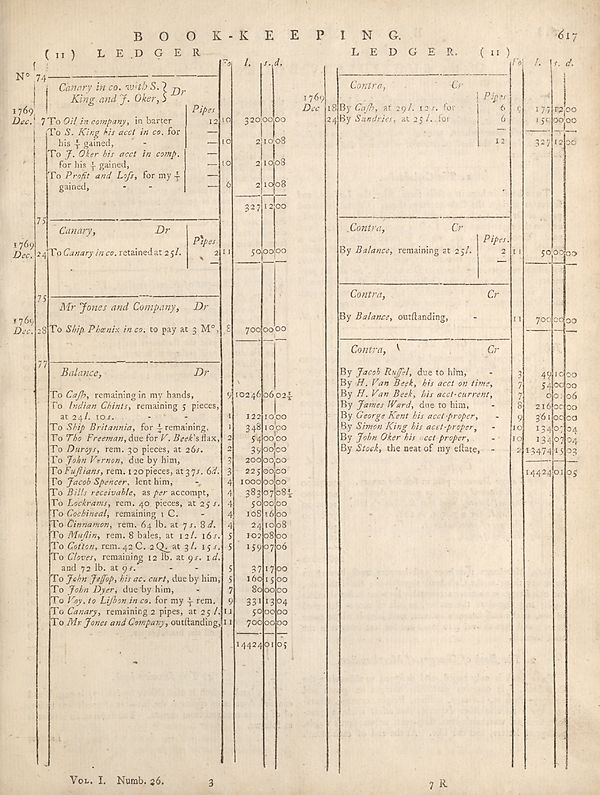 BOOK-KEEPING. 617
( 11 ) LEDGER
Fo. l. s. d.
N° 74
Canary in co. with S. King and J. Oker, Dr
1769 Pipes
Dec. 7 To Oil in company, in barter 12 10 320 00 00
To S. King his acct in co. for
his ⅓ gained, - — 10 2 10 08
To J. Oker his acct in comp.
for his ⅓ gained, — 10 2 10 08
To Profit and Loſs, for my ⅓
gained, - - — 6 2 10 08
327 12 00
75
Canary, Dr
1769 Pipes
Dec. 24 To Canary in co. retained at 25l. 2 11 50 00 00
75
Mr Jones and Company, Dr
1769
Dec. 28 To Ship Phœnix in co. to pay at 3 M°, 8 700 00 00
77
Balance, Dr
To Caſh, remaining in my hands, 9 10246 06 02¼
To Indian Chints, remaining 5 pieces,
at 24l. 10s. - - 1 122 10 00
To Ship Britannia, for ⅛ remaining. 1 348 10 00
To Tho Freeman, due for V. Beek's flax, 2 54 00 00
To Duroys, rem. 30 pieces, at 26s. 2 39 00 00
To John Vernon, due by him, 3 200 00 00
To Fuſtians, rem. 120 pieces, at 37s. 6d. 3 225 00 00
To Jacob Spencer, lent him, - 4 1000 00 00
To Bills receivable, as per accompt, 4 383 07 08¾
To Lockrams, rem. 40 pieces, at 25s. 4 50 00 00
To Cochineal, remaining 1 C. - 4 108 16 00
To Cinnamon, rem. 64 lb. at 7s. 8d. 4 24 10 08
To Muſlin, rem. 8 bales, at 12l. 16s. 5 102 08 00
To Cotton, rem. 42 C. 2 Q. at 3l. 15s. 5 159 07 06
To Cloves, remaining 12 lb. at 9s. 1d.
and 72 lb. at 9s. - - 5 37 17 00
To John Jeſſop, his ac. curt, due by him, 5 160 15 00
To John Dyer, due by him, - 7 80 00 00
To Voy. to Liſbon in co. for my ⅓ rem. 9 331 13 04
To Canary, remaining 2 pipes, at 25l. 11 50 00 00
To Mr Jones and Company, outſtanding, 11 700 00 00
14424 01 05
LEDGER. ( 11 )
Fo. l. s. d.
Contra, Cr
1769 Pipes
Dec 18 By Caſh, at 29l. 12s. for 6 9 177 12 00
24 By Sandries, at 25l. for 6 150 00 00
12 327 12 00
Contra, Cr
Pipes.
By Balance, remaining at 25l. 2 11 50 00 00
Contra, Cr
By Balance, outſtanding, - 11 700 00 00
Contra, Cr
By Jacob Ruſſel, due to him, - 3 49 10 00
By H. Van Beek, his acct on time, 7 54 00 00
By H. Van Beek, his acct-current, 7 0 01 06
By James Ward, due to him, - 8 216 00 00
By George Kent his acct-proper, - 9 361 00 00
By Simon King his acct-proper, - 10 134 07 04
By John Oker his acct proper, - 10 134 07 04
By Stock, the neat of my eſtate, - 2 13474 15 03
14424 01 05
VOL. I. Numb. 26. 3 7 R